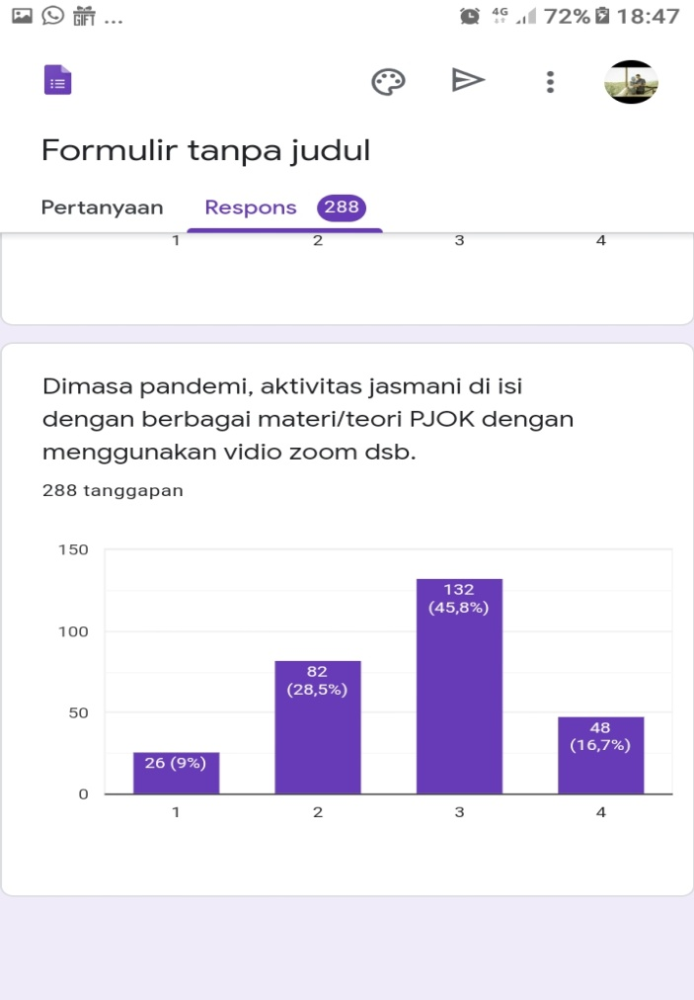 GIFT ...
4G 72% 18:47
Formulir tanpa judul
Pertanyaan Respons 288
1 2 3 4
Dimasa pandemi, aktivitas jasmani di isi
dengan berbagai materi/teori PJOK dengan
menggunakan vidio zoom dsb.
288 tanggapan
150
132
(45,8%)
100
82
(28,5%)
50
48
(16,7%)
26 (9%)
0
1 2 3 4